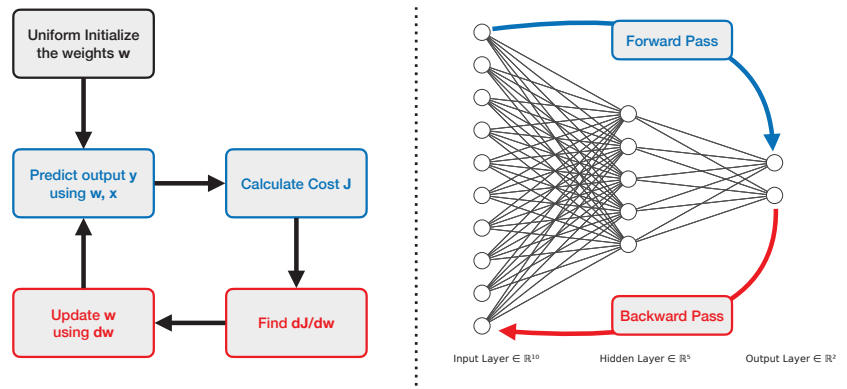 Uniform Initialize
the weights w
Predict output y
using w, x
Calculate Cost J
Update w
using dw
Find dJ/dw
Forward Pass
Backward Pass
Input Layer ∈ ℝ¹⁰
Hidden Layer ∈ ℝ⁵
Output Layer ∈ ℝ²